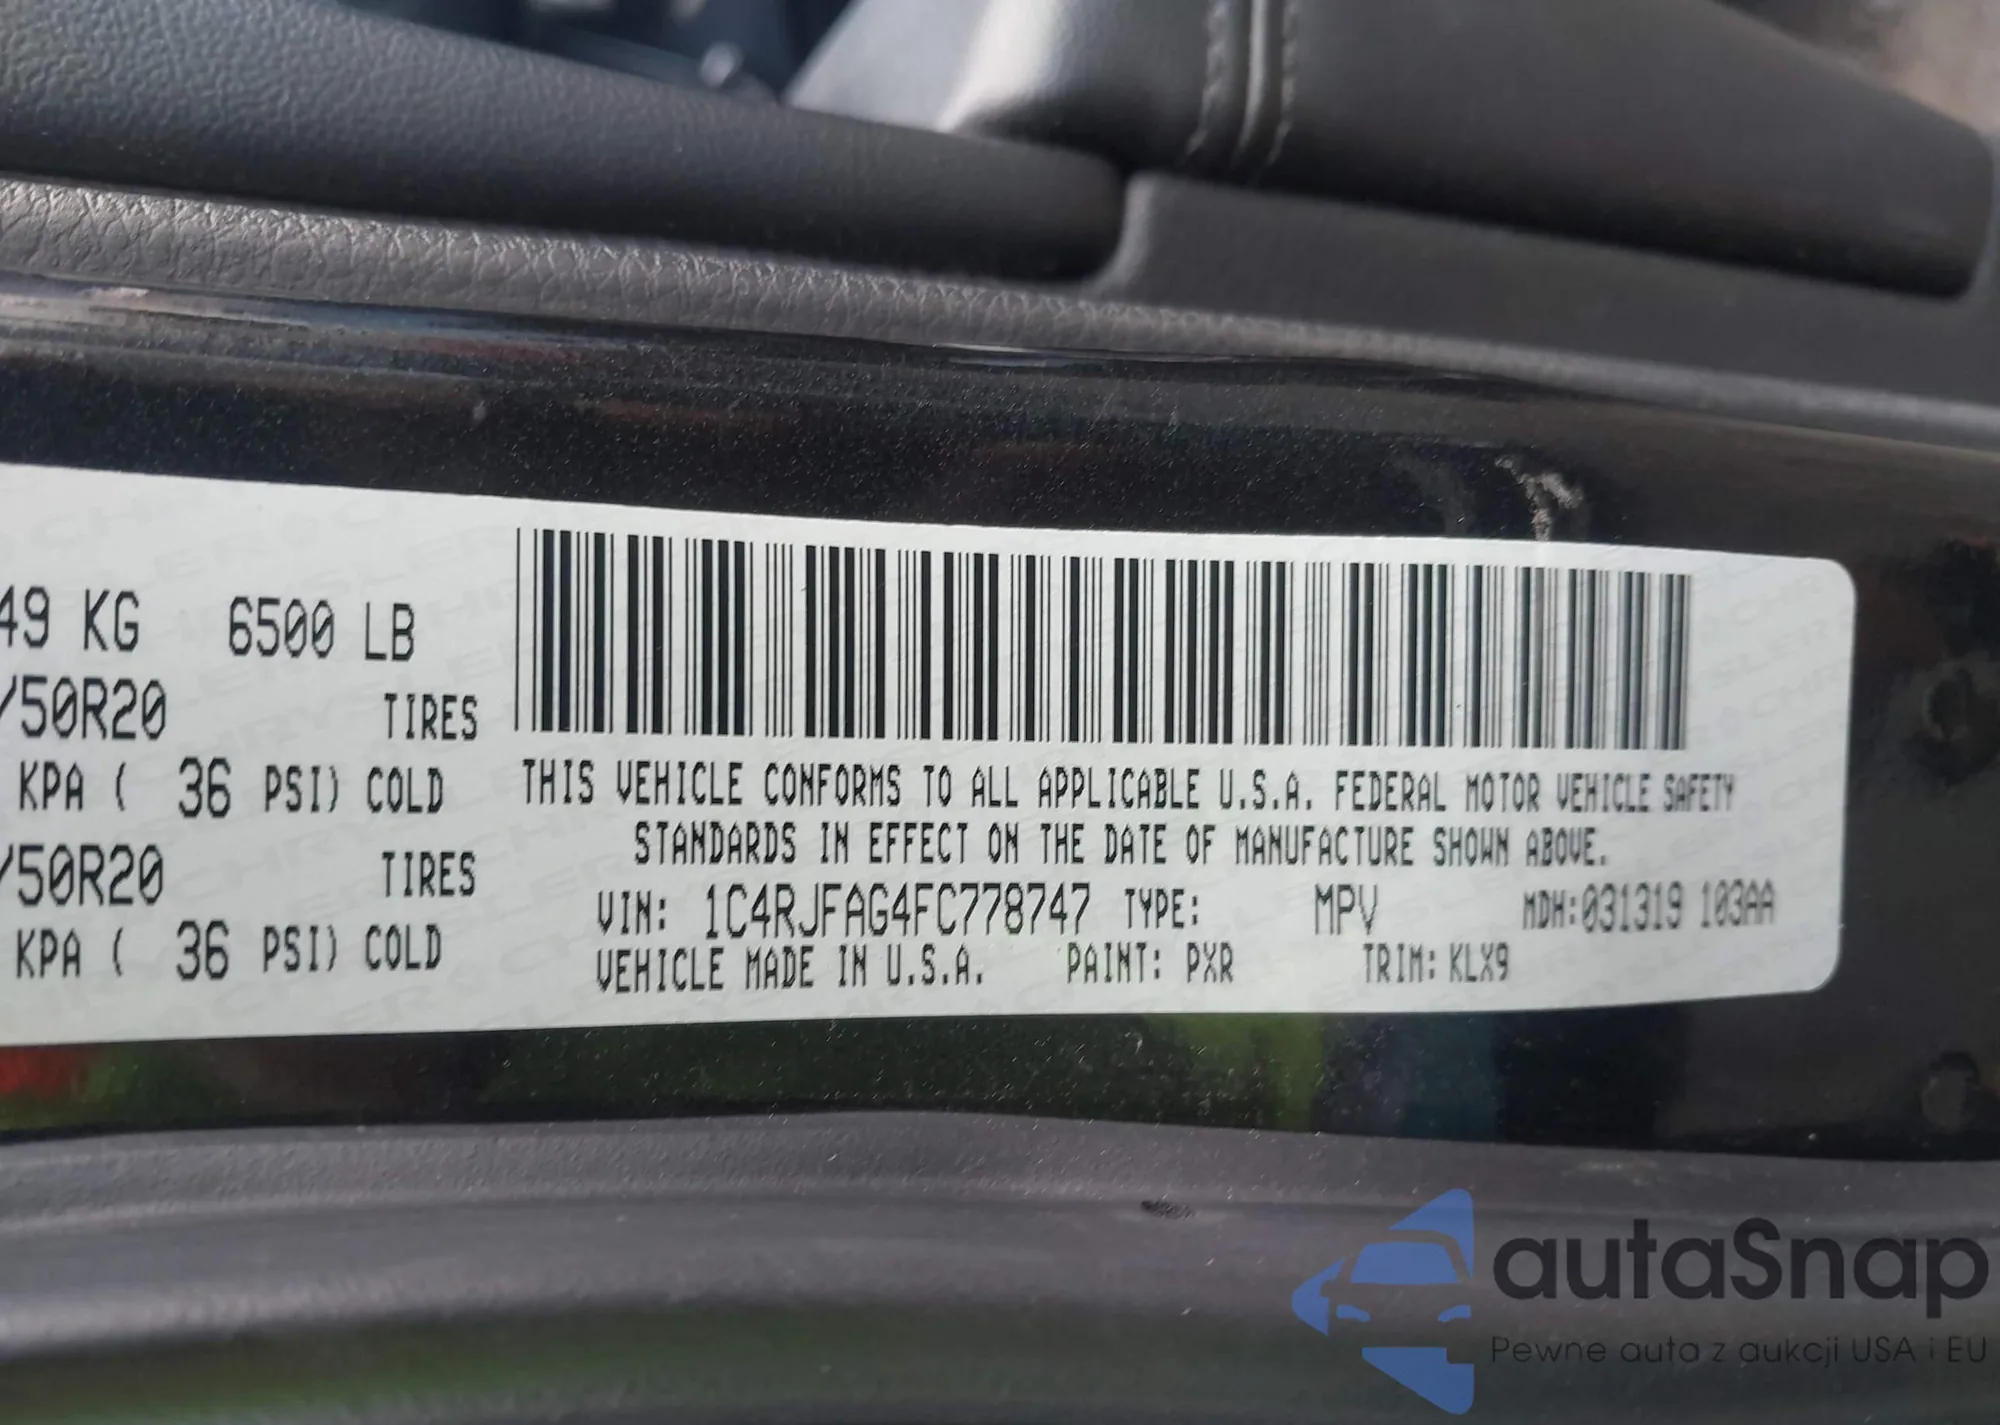 49 KG 6500 LB
/50R20 TIRES
KPA ( 36 PSI) COLD
/50R20 TIRES
KPA ( 36 PSI) COLD
THIS VEHICLE CONFORMS TO ALL APPLICABLE U.S.A. FEDERAL MOTOR VEHICLE SAFETY
STANDARDS IN EFFECT ON THE DATE OF MANUFACTURE SHOWN ABOVE.
VIN: 1C4RJFAG4FC778747 TYPE: MPV MDH:031319 103AA
VEHICLE MADE IN U.S.A. PAINT: PXR TRIM: KLX9
autaSnap
Pewne auta z aukcji USA i EU